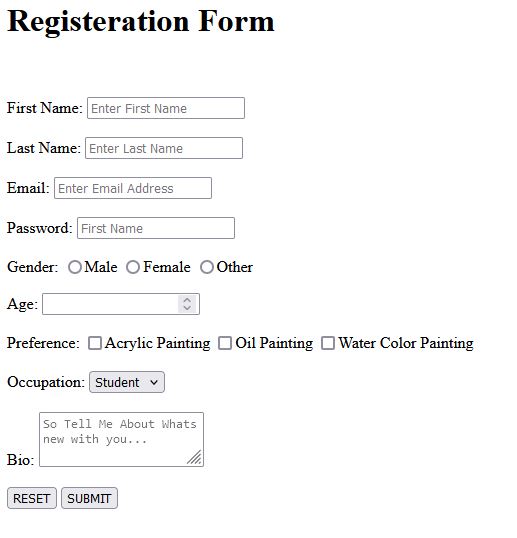 Registeration Form
First Name: Enter First Name
Last Name: Enter Last Name
Email: Enter Email Address
Password: First Name
Gender: Male Female Other
Age:
Preference: Acrylic Painting Oil Painting Water Color Painting
Occupation: Student
So Tell Me About Whats
new with you...
Bio:
RESET SUBMIT